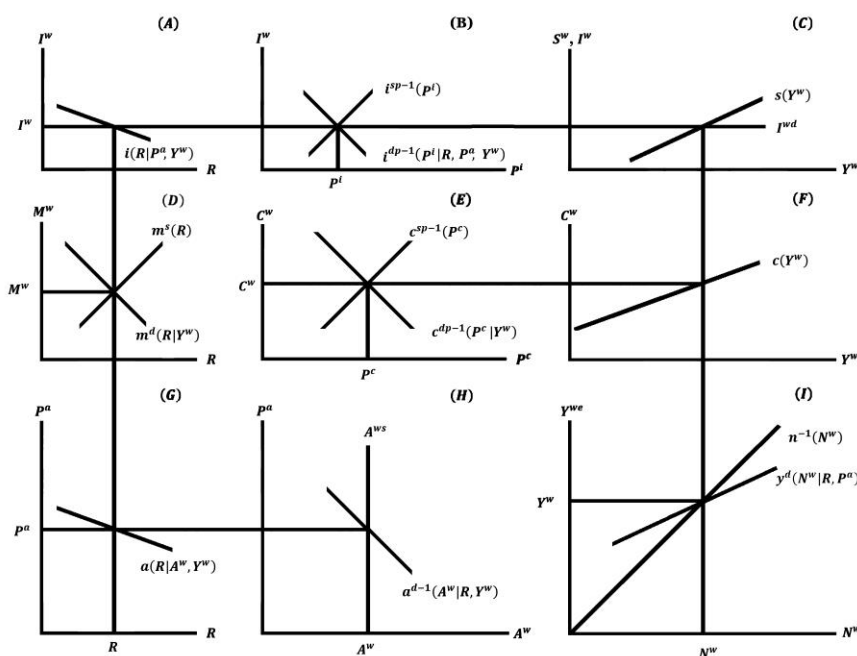 (A) (B) (C)
I^w I^w S^w, I^w
i^{sp-1}(P^i) s(Y^w)
I^w I^{wd}
i(R|P^a, Y^w) i^{dp-1}(P^i|R, P^a, Y^w)
R P^i P^i Y^w
(D) (E) (F)
M^w C^w C^w
m^s(R) c^{sp-1}(P^c) c(Y^w)
M^w C^w
m^d(R|Y^w) c^{dp-1}(P^c|Y^w)
R P^c P^c Y^w
(G) (H) (I)
P^a P^a Y^{we}
A^{ws} n^{-1}(N^w)
y^d(N^w|R, P^a)
P^a Y^w
a(R|A^w, Y^w) a^{d-1}(A^w|R, Y^w)
R R A^w A^w N^w N^w